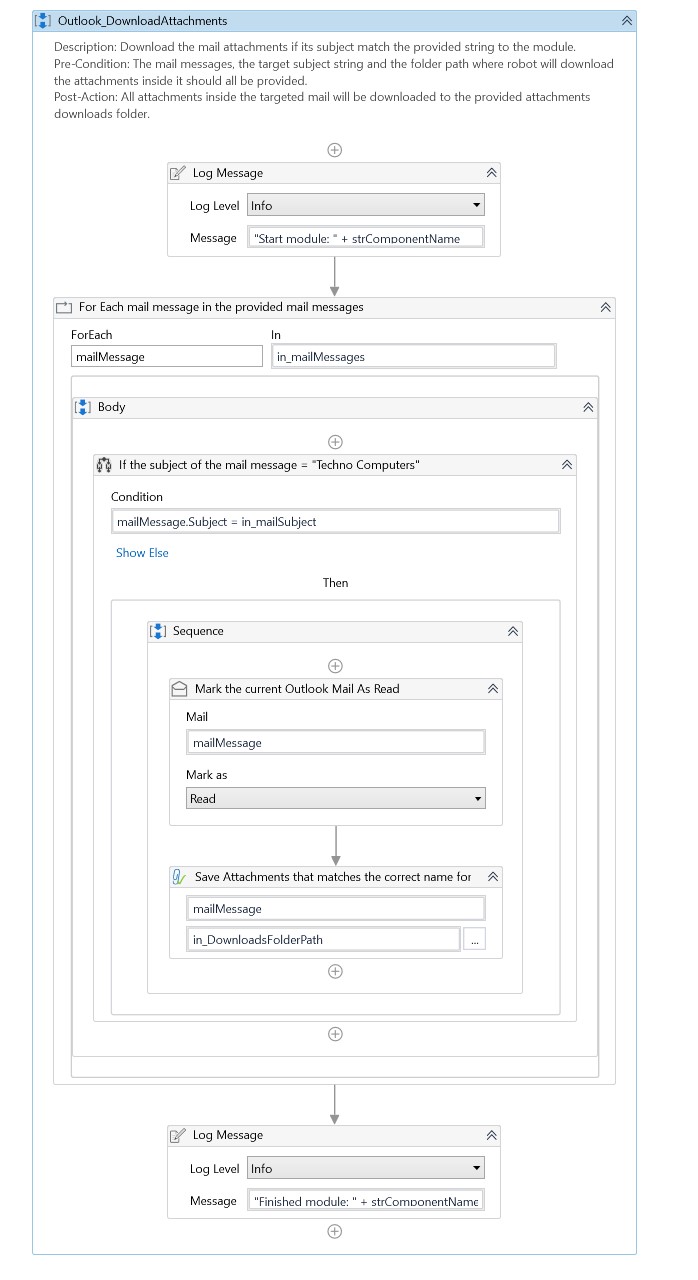 Outlook_DownloadAttachments
Description: Download the mail attachments if its subject match the provided string to the module.
Pre-Condition: The mail messages, the target subject string and the folder path where robot will download
the attachments inside it should all be provided.
Post-Action: All attachments inside the targeted mail will be downloaded to the provided attachments
downloads folder.
Log Message
Log Level Info
Message "Start module: " + strComponentName
For Each mail message in the provided mail messages
ForEach In
mailMessage in_mailMessages
Body
If the subject of the mail message = "Techno Computers"
Condition
mailMessage.Subject = in_mailSubject
Show Else
Then
Sequence
Mark the current Outlook Mail As Read
Mail
mailMessage
Mark as
Read
Save Attachments that matches the correct name for
mailMessage
in_DownloadsFolderPath ...
Log Message
Log Level Info
Message "Finished module: " + strComponentName